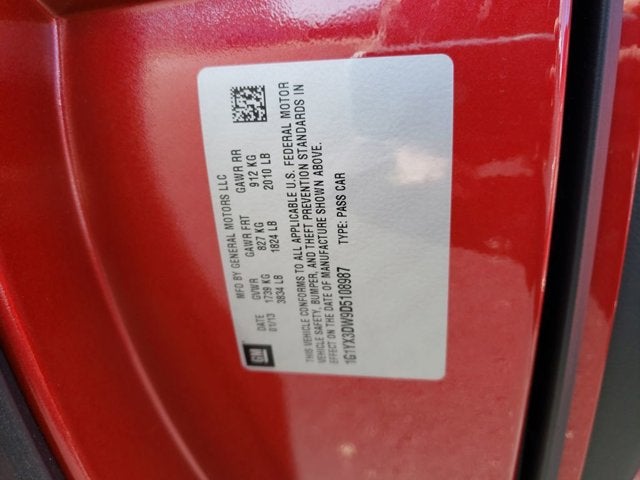 GM
MFD BY GENERAL MOTORS LLC
DATE GVWR GAWR FRT GAWR RR
01/13 1739 KG 827 KG 912 KG
3834 LB 1824 LB 2010 LB
THIS VEHICLE CONFORMS TO ALL APPLICABLE U.S. FEDERAL MOTOR
VEHICLE SAFETY, BUMPER, AND THEFT PREVENTION STANDARDS IN
EFFECT ON THE DATE OF MANUFACTURE SHOWN ABOVE.
1G1YX3DW9D5108987 TYPE: PASS CAR